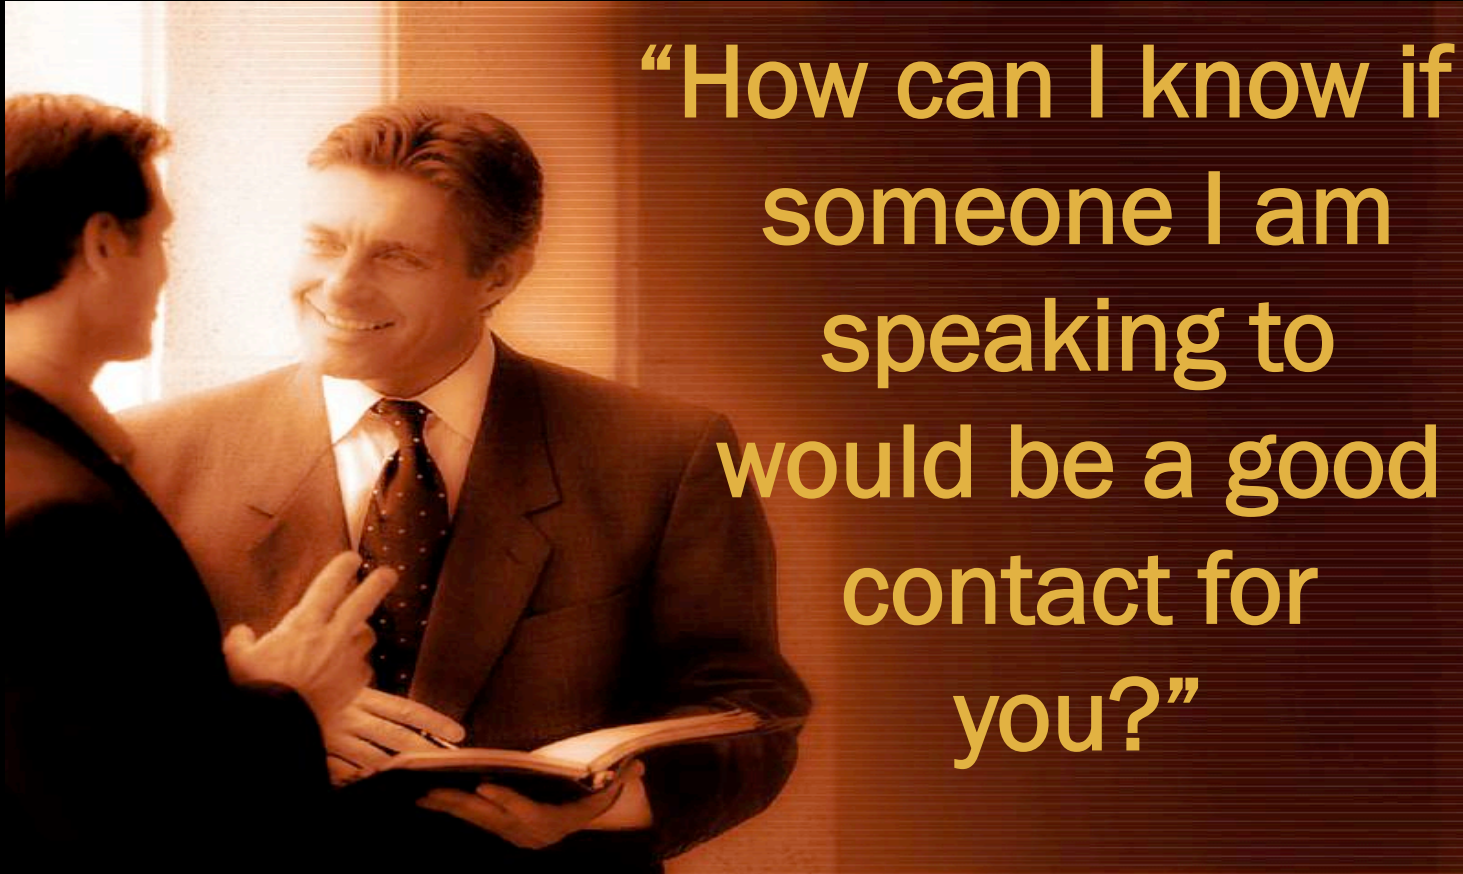 “How can I know if
someone I am
speaking to
would be a good
contact for
you?”